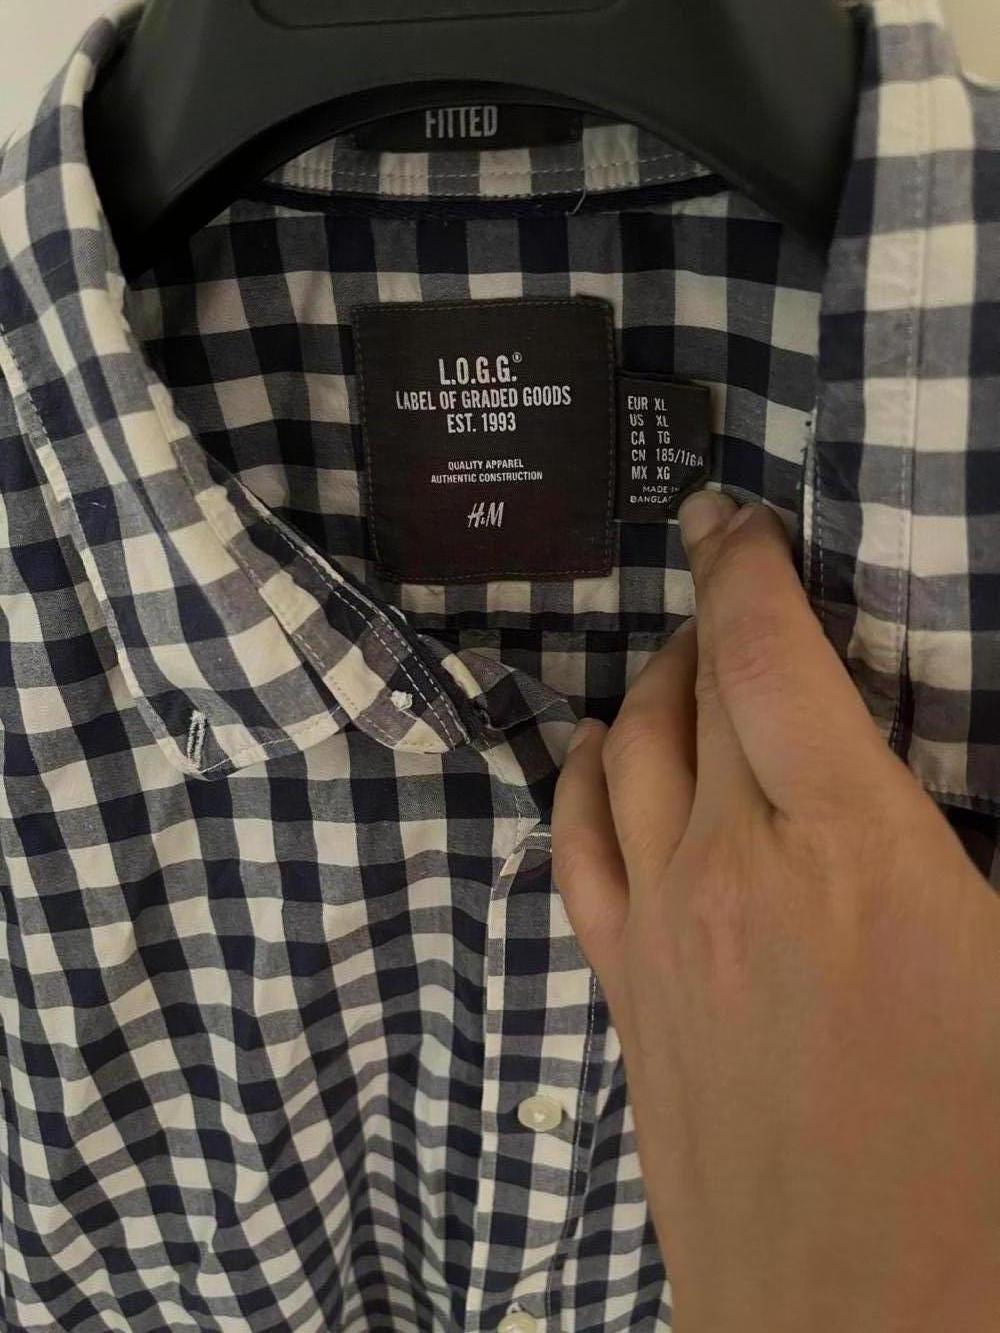 FITTED
L.O.G.G.®
LABEL OF GRADED GOODS
EST. 1993
QUALITY APPAREL
AUTHENTIC CONSTRUCTION
H&M
EUR XL
US XL
CA TG
CN 185/116A
MX XG
MADE IN